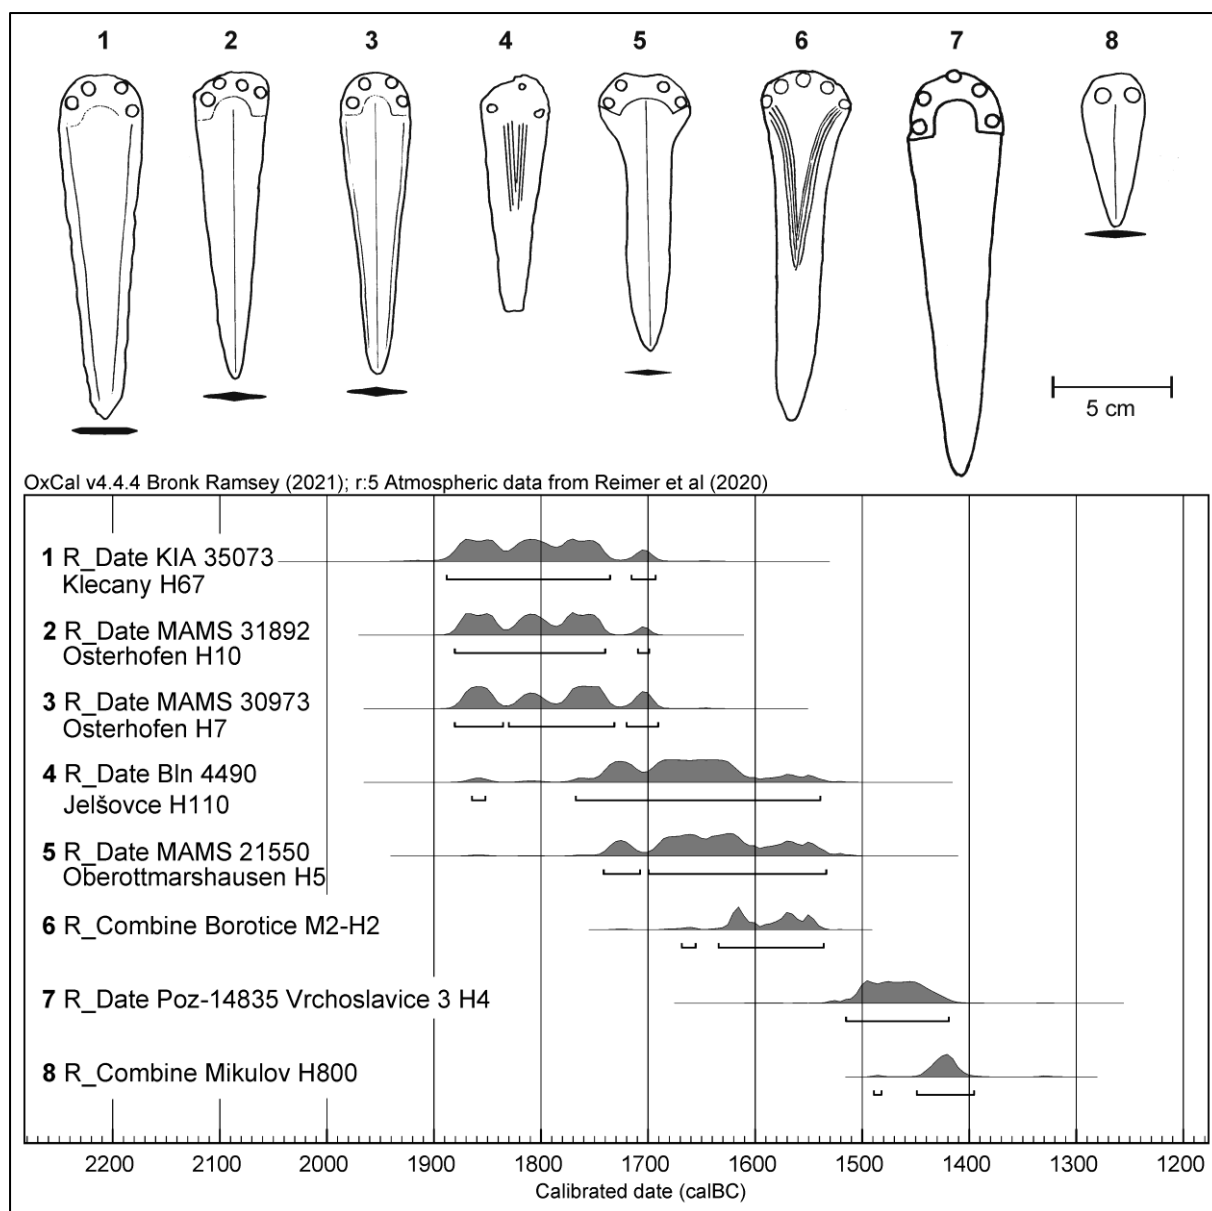 1 2 3 4 5 6 7 8
5 cm
OxCal v4.4.4 Bronk Ramsey (2021); r:5 Atmospheric data from Reimer et al (2020)
1 R_Date KIA 35073
Klecany H67
2 R_Date MAMS 31892
Osterhofen H10
3 R_Date MAMS 30973
Osterhofen H7
4 R_Date Bln 4490
Jelšovce H110
5 R_Date MAMS 21550
Oberottmarshausen H5
6 R_Combine Borotice M2-H2
7 R_Date Poz-14835 Vrchoslavice 3 H4
8 R_Combine Mikulov H800
2200 2100 2000 1900 1800 1700 1600 1500 1400 1300 1200
Calibrated date (calBC)